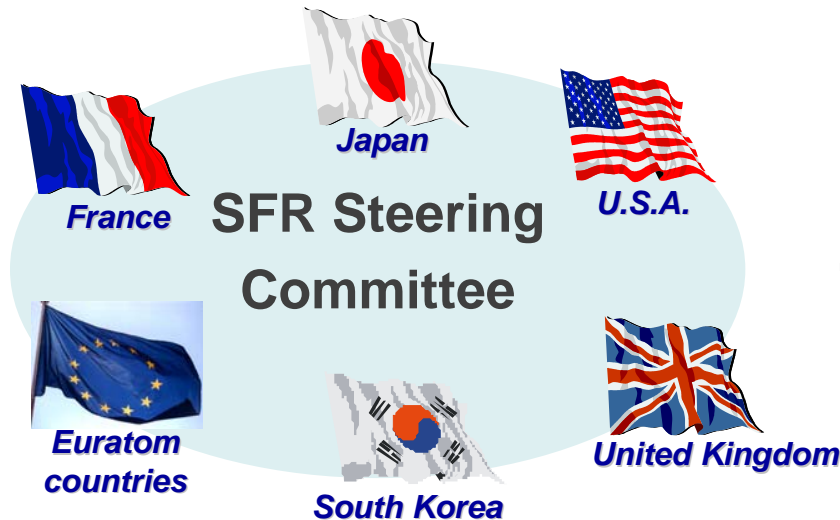 Japan
U.S.A.
France
SFR Steering
Committee
Euratom
countries
United Kingdom
South Korea